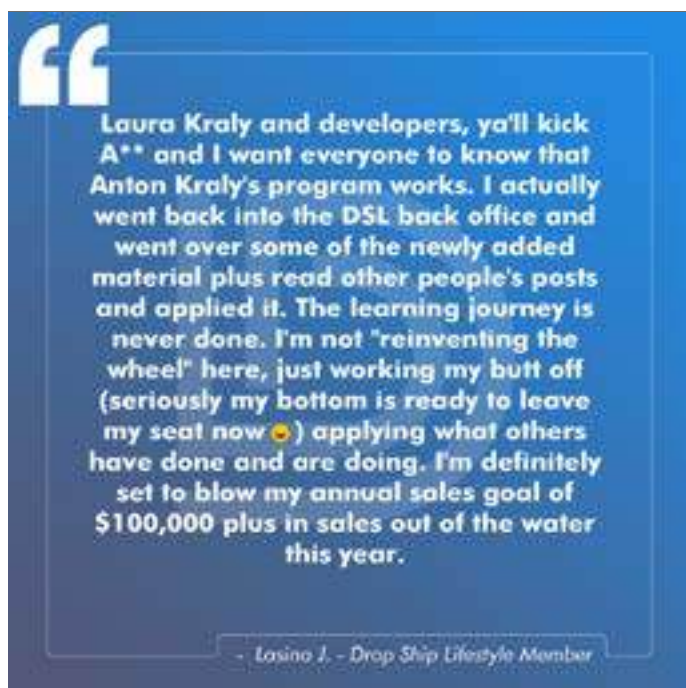 Laura Kraly and developers, ya'll kick
A** and I want everyone to know that
Anton Kraly's program works. I actually
went back into the DSL back office and
went over some of the newly added
material plus read other people's posts
and applied it. The learning journey is
never done. I'm not "reinventing the
wheel" here, just working my butt off
(seriously my bottom is ready to leave
my seat now😀) applying what others
have done and are doing. I'm definitely
set to blow my annual sales goal of
$100,000 plus in sales out of the water
this year.
- Lasina J. - Drop Ship Lifestyle Member